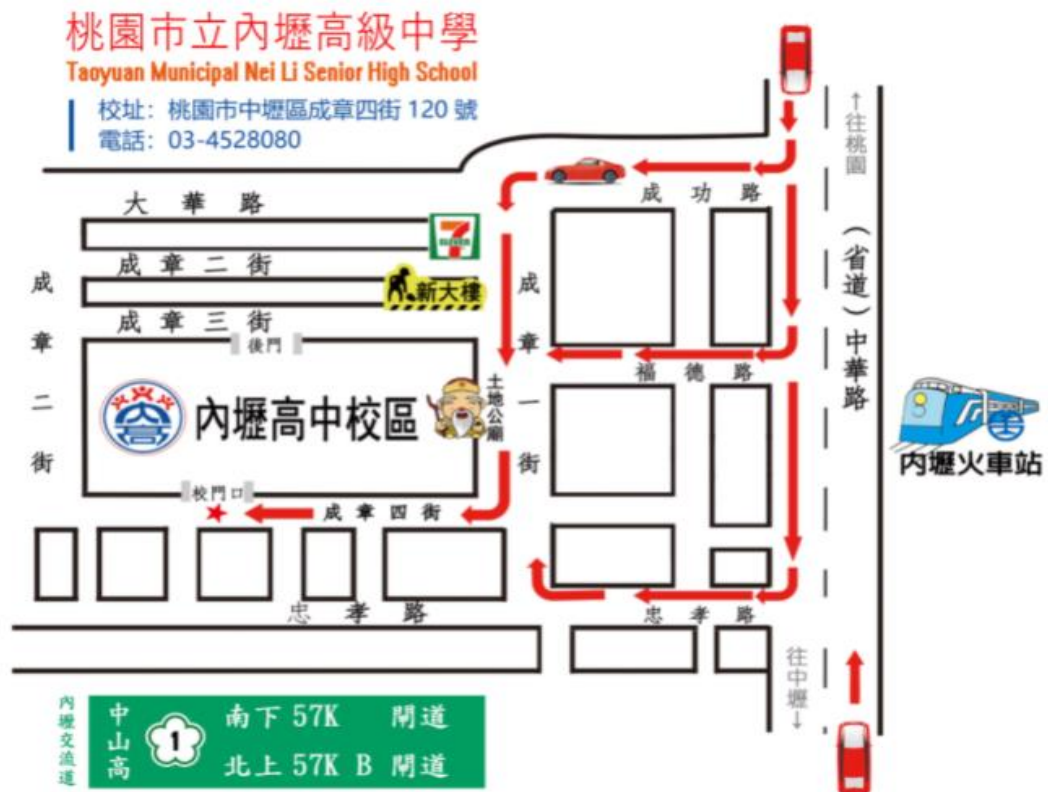 桃園市立內壢高級中學
Taoyuan Municipal Nei Li Senior High School
校址：桃園市中壢區成章四街 120 號
電話：03-4528080
↑往桃園
成功路
大華路
7
ELEVEN
成章二街
新大樓
成章三街
後門
成章二街
成章一街
（省道）中華路
福德路
土地公廟
內壢高中校區
內壢火車站
校門口
成章四街
忠孝路
忠孝路
往中壢↓
內壢交流道
中山高
1
南下 57K 閘道
北上 57K B 閘道